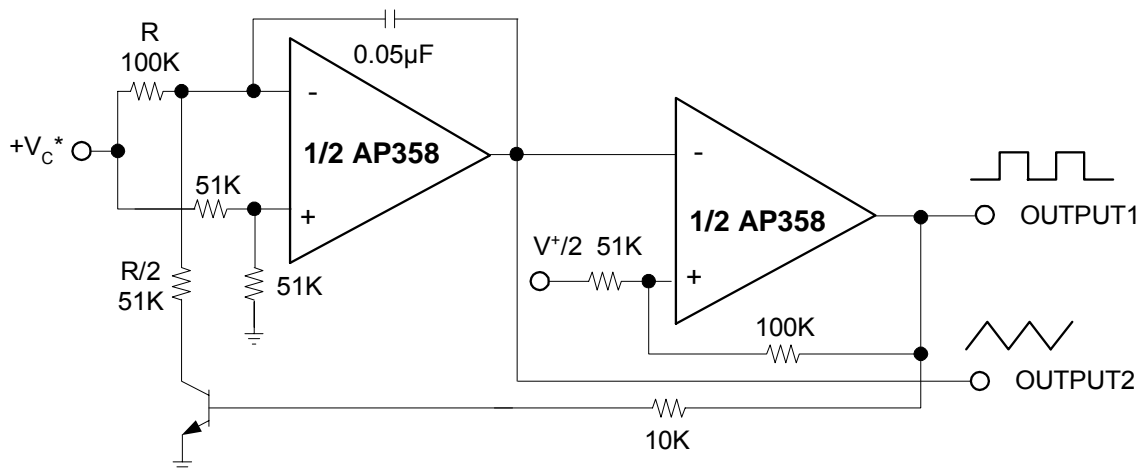 R
100K
0.05µF
-
+V_C*
1/2 AP358
51K
+
R/2
51K
51K
-
1/2 AP358
OUTPUT1
V⁺/2
51K
+
100K
OUTPUT2
10K